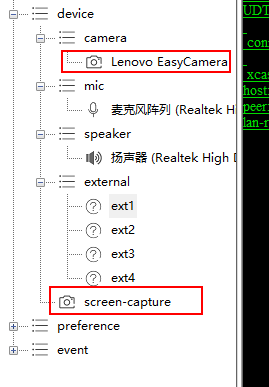 device
camera
Lenovo EasyCamera
mic
麦克风阵列 (Realtek Hi
speaker
扬声器 (Realtek High D
external
ext1
ext2
ext3
ext4
screen-capture
preference
event
UDT
con
xcas
host
peer
lan-r